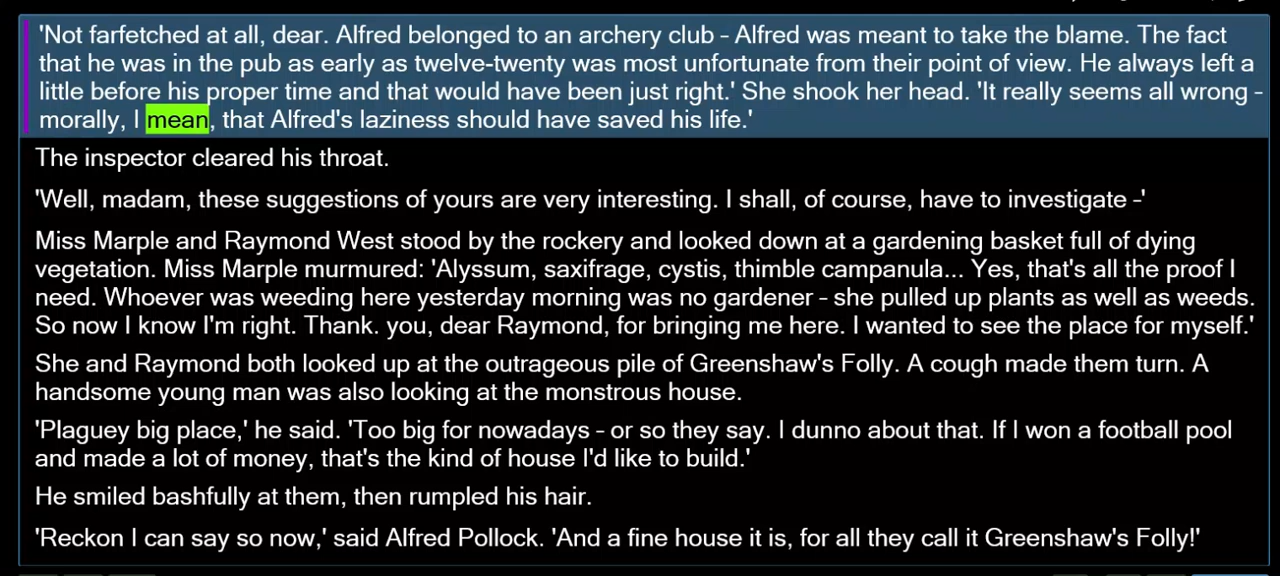 'Not farfetched at all, dear. Alfred belonged to an archery club – Alfred was meant to take the blame. The fact
that he was in the pub as early as twelve-twenty was most unfortunate from their point of view. He always left a
little before his proper time and that would have been just right.' She shook her head. 'It really seems all wrong –
morally, I mean, that Alfred's laziness should have saved his life.'
The inspector cleared his throat.
'Well, madam, these suggestions of yours are very interesting. I shall, of course, have to investigate –'
Miss Marple and Raymond West stood by the rockery and looked down at a gardening basket full of dying
vegetation. Miss Marple murmured: 'Alyssum, saxifrage, cystis, thimble campanula... Yes, that's all the proof I
need. Whoever was weeding here yesterday morning was no gardener – she pulled up plants as well as weeds.
So now I know I'm right. Thank. you, dear Raymond, for bringing me here. I wanted to see the place for myself.'
She and Raymond both looked up at the outrageous pile of Greenshaw's Folly. A cough made them turn. A
handsome young man was also looking at the monstrous house.
'Plaguey big place,' he said. 'Too big for nowadays – or so they say. I dunno about that. If I won a football pool
and made a lot of money, that's the kind of house I'd like to build.'
He smiled bashfully at them, then rumpled his hair.
'Reckon I can say so now,' said Alfred Pollock. 'And a fine house it is, for all they call it Greenshaw's Folly!'